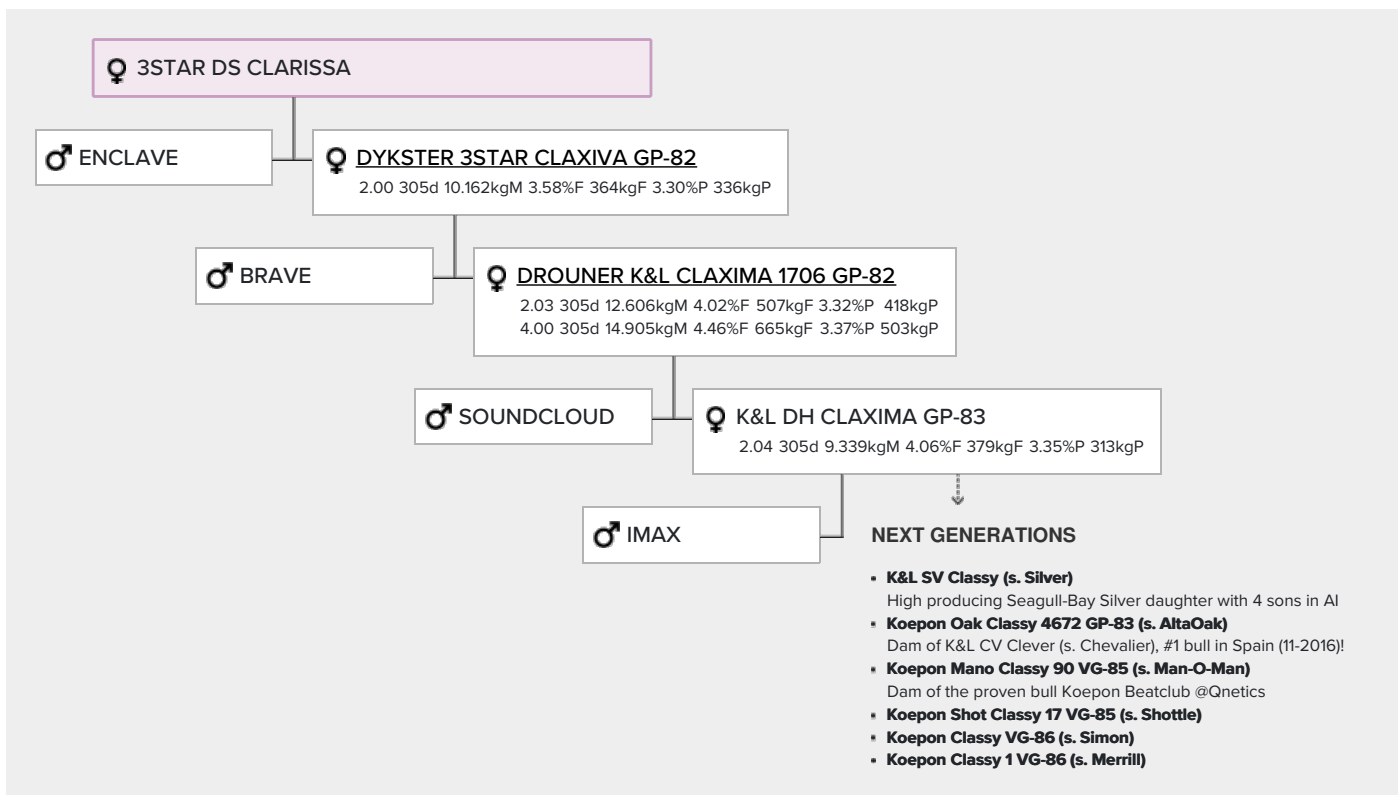 3STAR DS CLARISSA
ENCLAVE
DYKSTER 3STAR CLAXIVA GP-82
2.00 305d 10.162kgM 3.58%F 364kgF 3.30%P 336kgP
BRAVE
DROUNER K&L CLAXIMA 1706 GP-82
2.03 305d 12.606kgM 4.02%F 507kgF 3.32%P 418kgP
4.00 305d 14.905kgM 4.46%F 665kgF 3.37%P 503kgP
SOUNDCLOUD
K&L DH CLAXIMA GP-83
2.04 305d 9.339kgM 4.06%F 379kgF 3.35%P 313kgP
IMAX
NEXT GENERATIONS
▪ K&L SV Classy (s. Silver)
High producing Seagull-Bay Silver daughter with 4 sons in AI
▪ Koepon Oak Classy 4672 GP-83 (s. AltaOak)
Dam of K&L CV Clever (s. Chevalier), #1 bull in Spain (11-2016)!
▪ Koepon Mano Classy 90 VG-85 (s. Man-O-Man)
Dam of the proven bull Koepon Beatclub @Qnetics
▪ Koepon Shot Classy 17 VG-85 (s. Shottle)
▪ Koepon Classy VG-86 (s. Simon)
▪ Koepon Classy 1 VG-86 (s. Merrill)